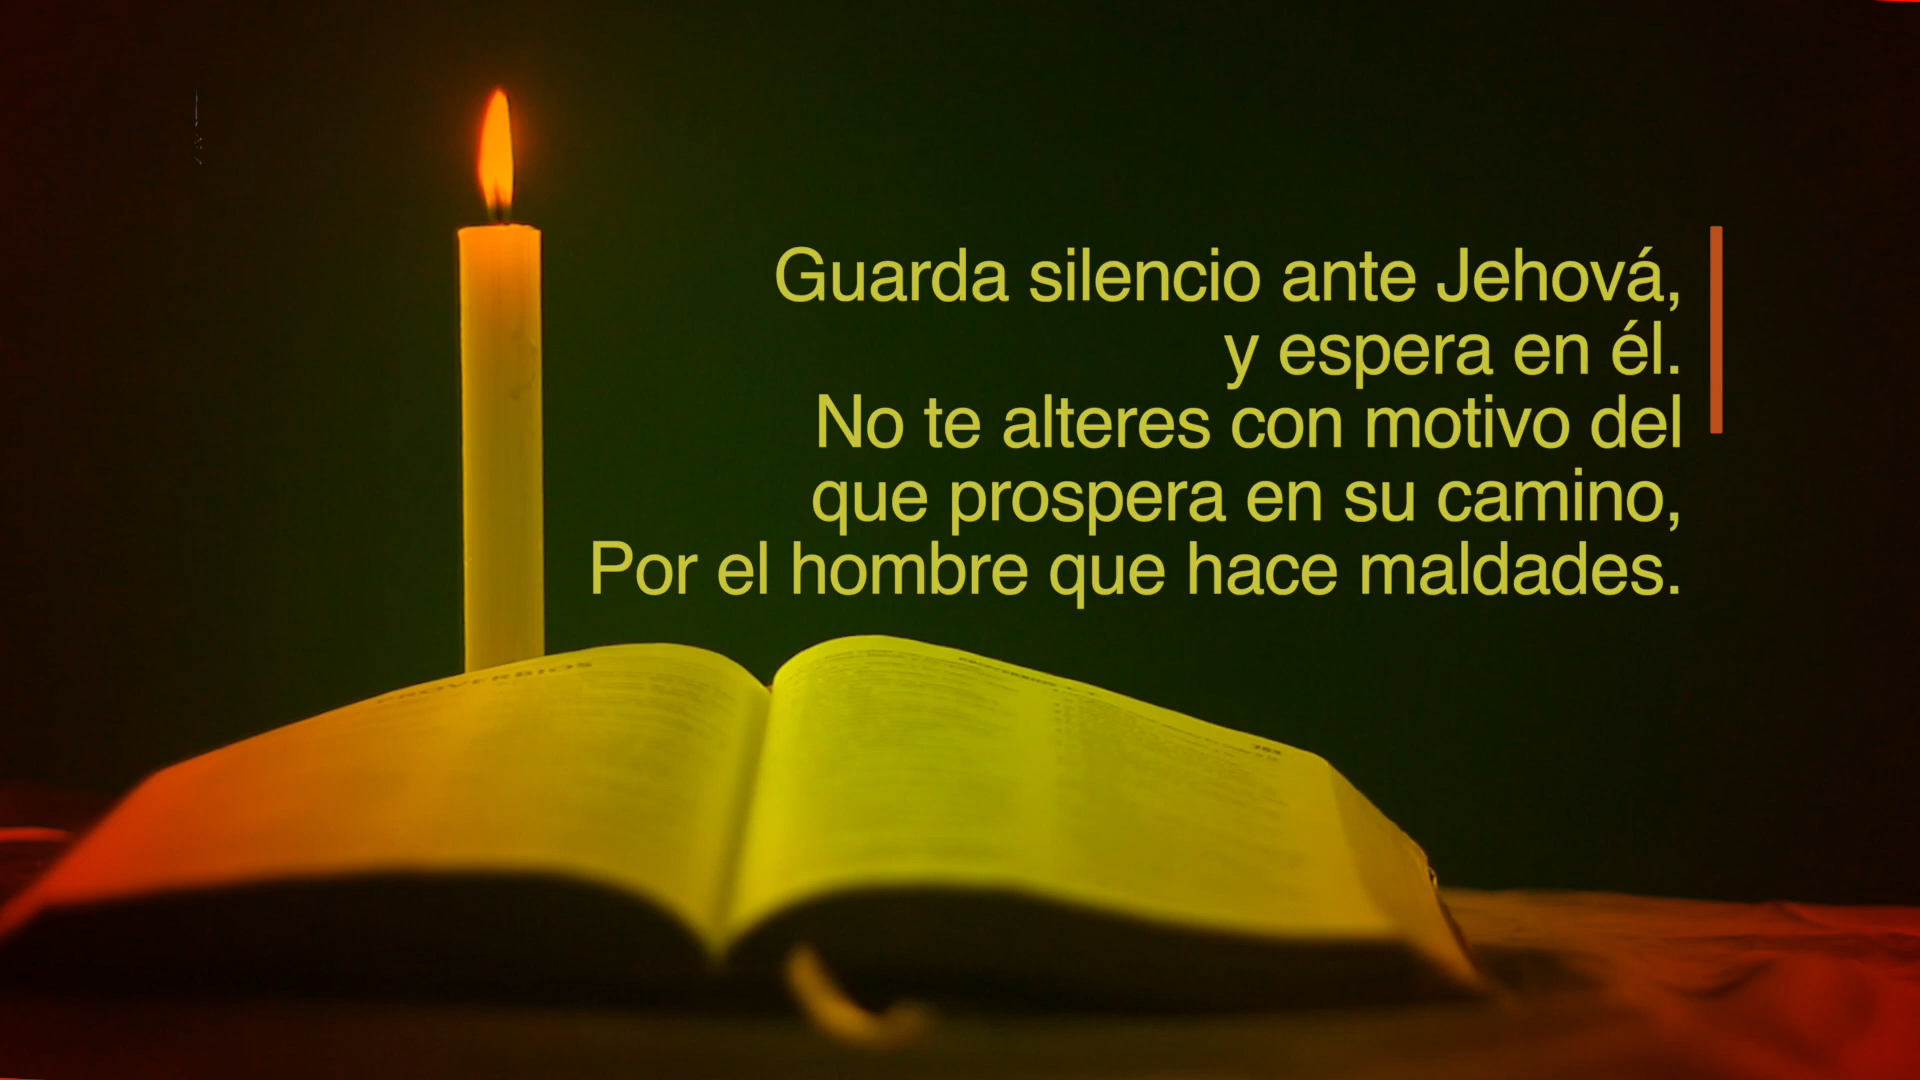 Guarda silencio ante Jehová,
y espera en él.
No te alteres con motivo del
que prospera en su camino,
Por el hombre que hace maldades.
PROVERBIOS